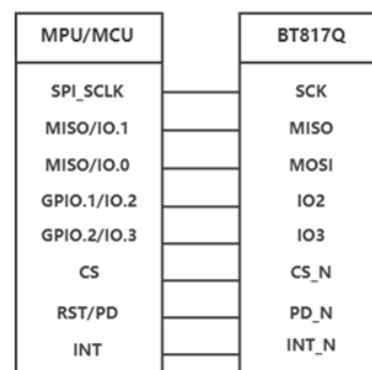 MPU/MCU BT817Q
SPI_SCLK SCK
MISO/IO.1 MISO
MISO/IO.0 MOSI
GPIO.1/IO.2 IO2
GPIO.2/IO.3 IO3
CS CS_N
RST/PD PD_N
INT INT_N